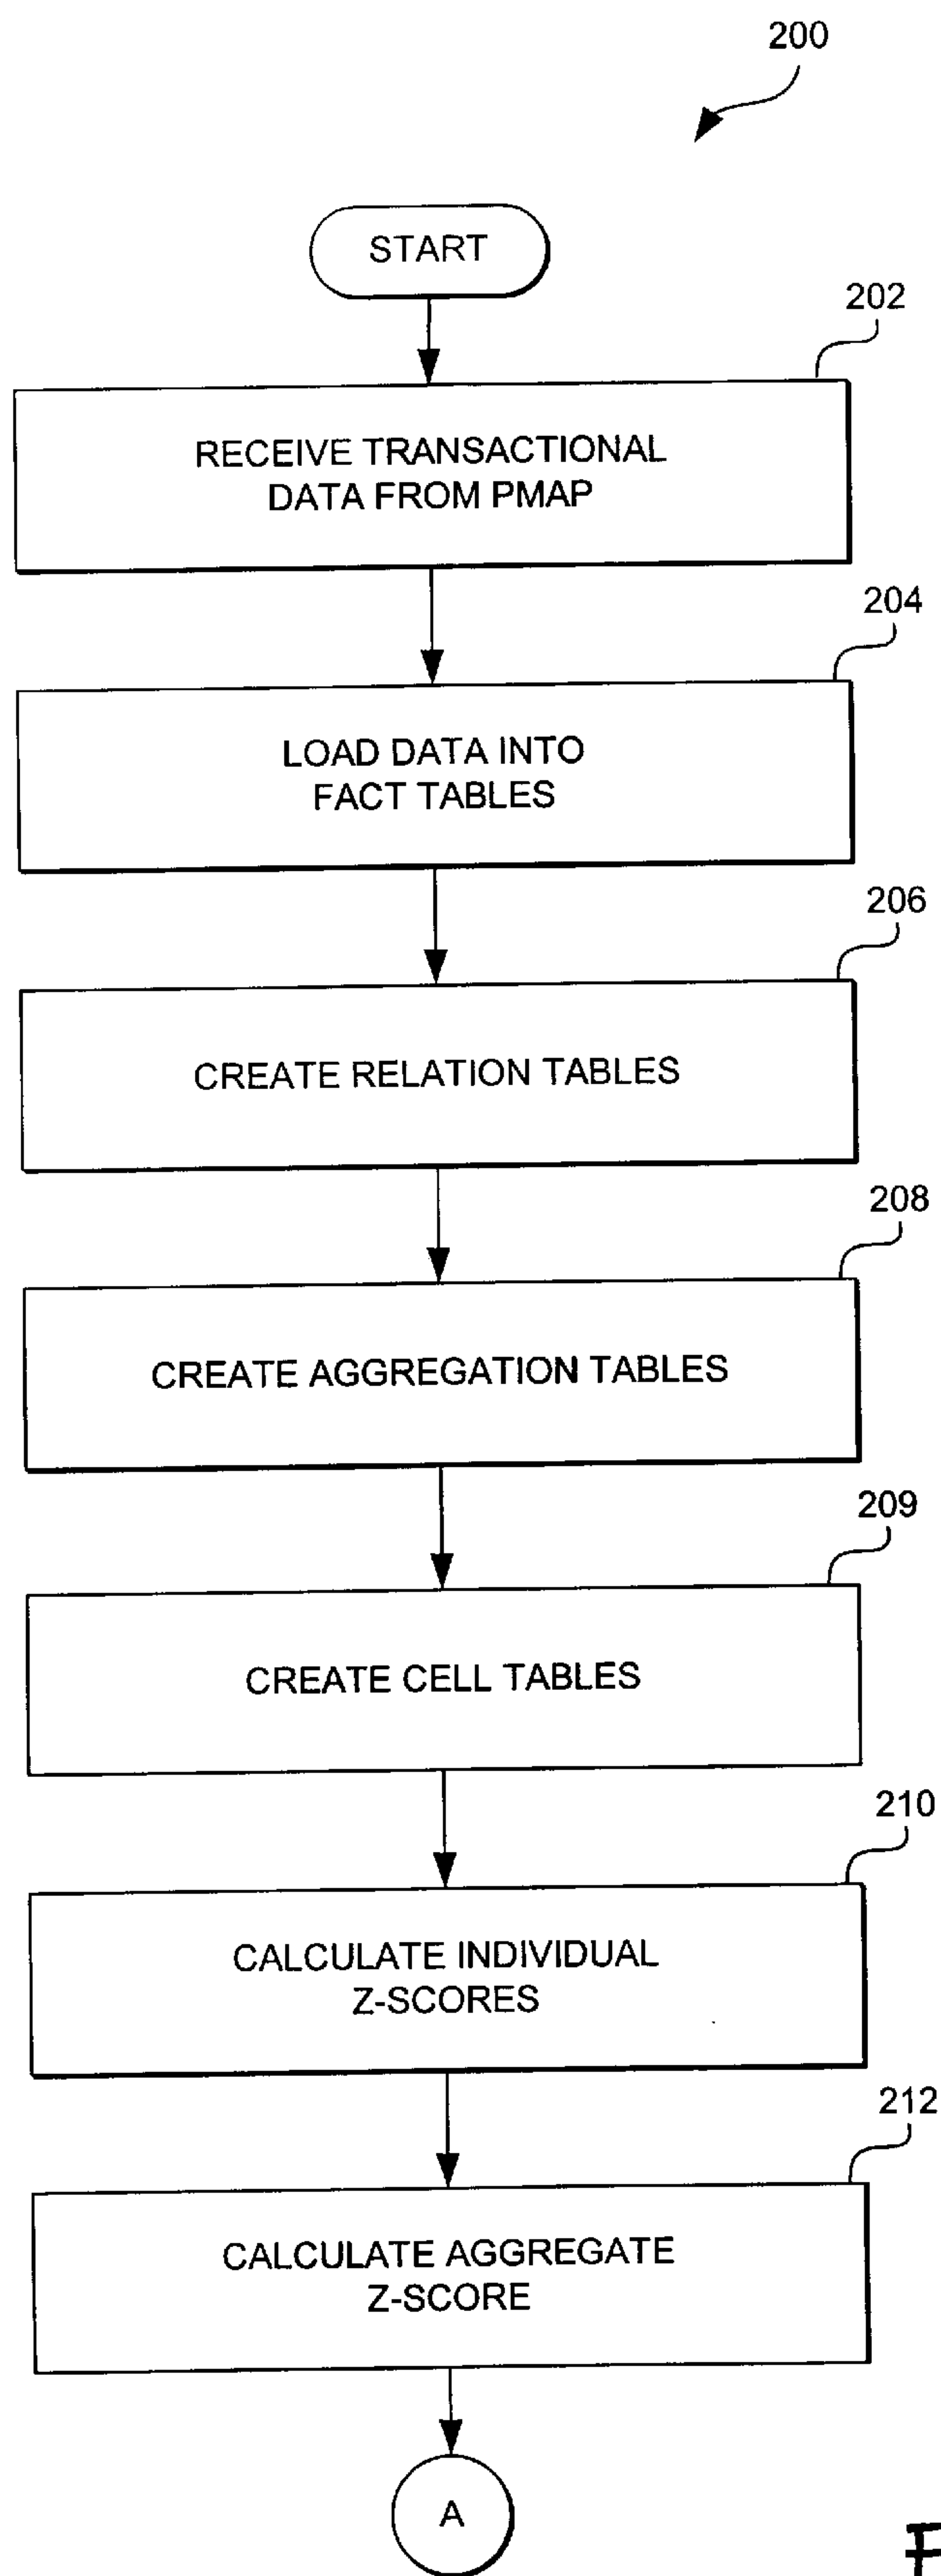 200
START
202
RECEIVE TRANSACTIONAL
DATA FROM PMAP
204
LOAD DATA INTO
FACT TABLES
206
CREATE RELATION TABLES
208
CREATE AGGREGATION TABLES
209
CREATE CELL TABLES
210
CALCULATE INDIVIDUAL
Z-SCORES
212
CALCULATE AGGREGATE
Z-SCORE
A